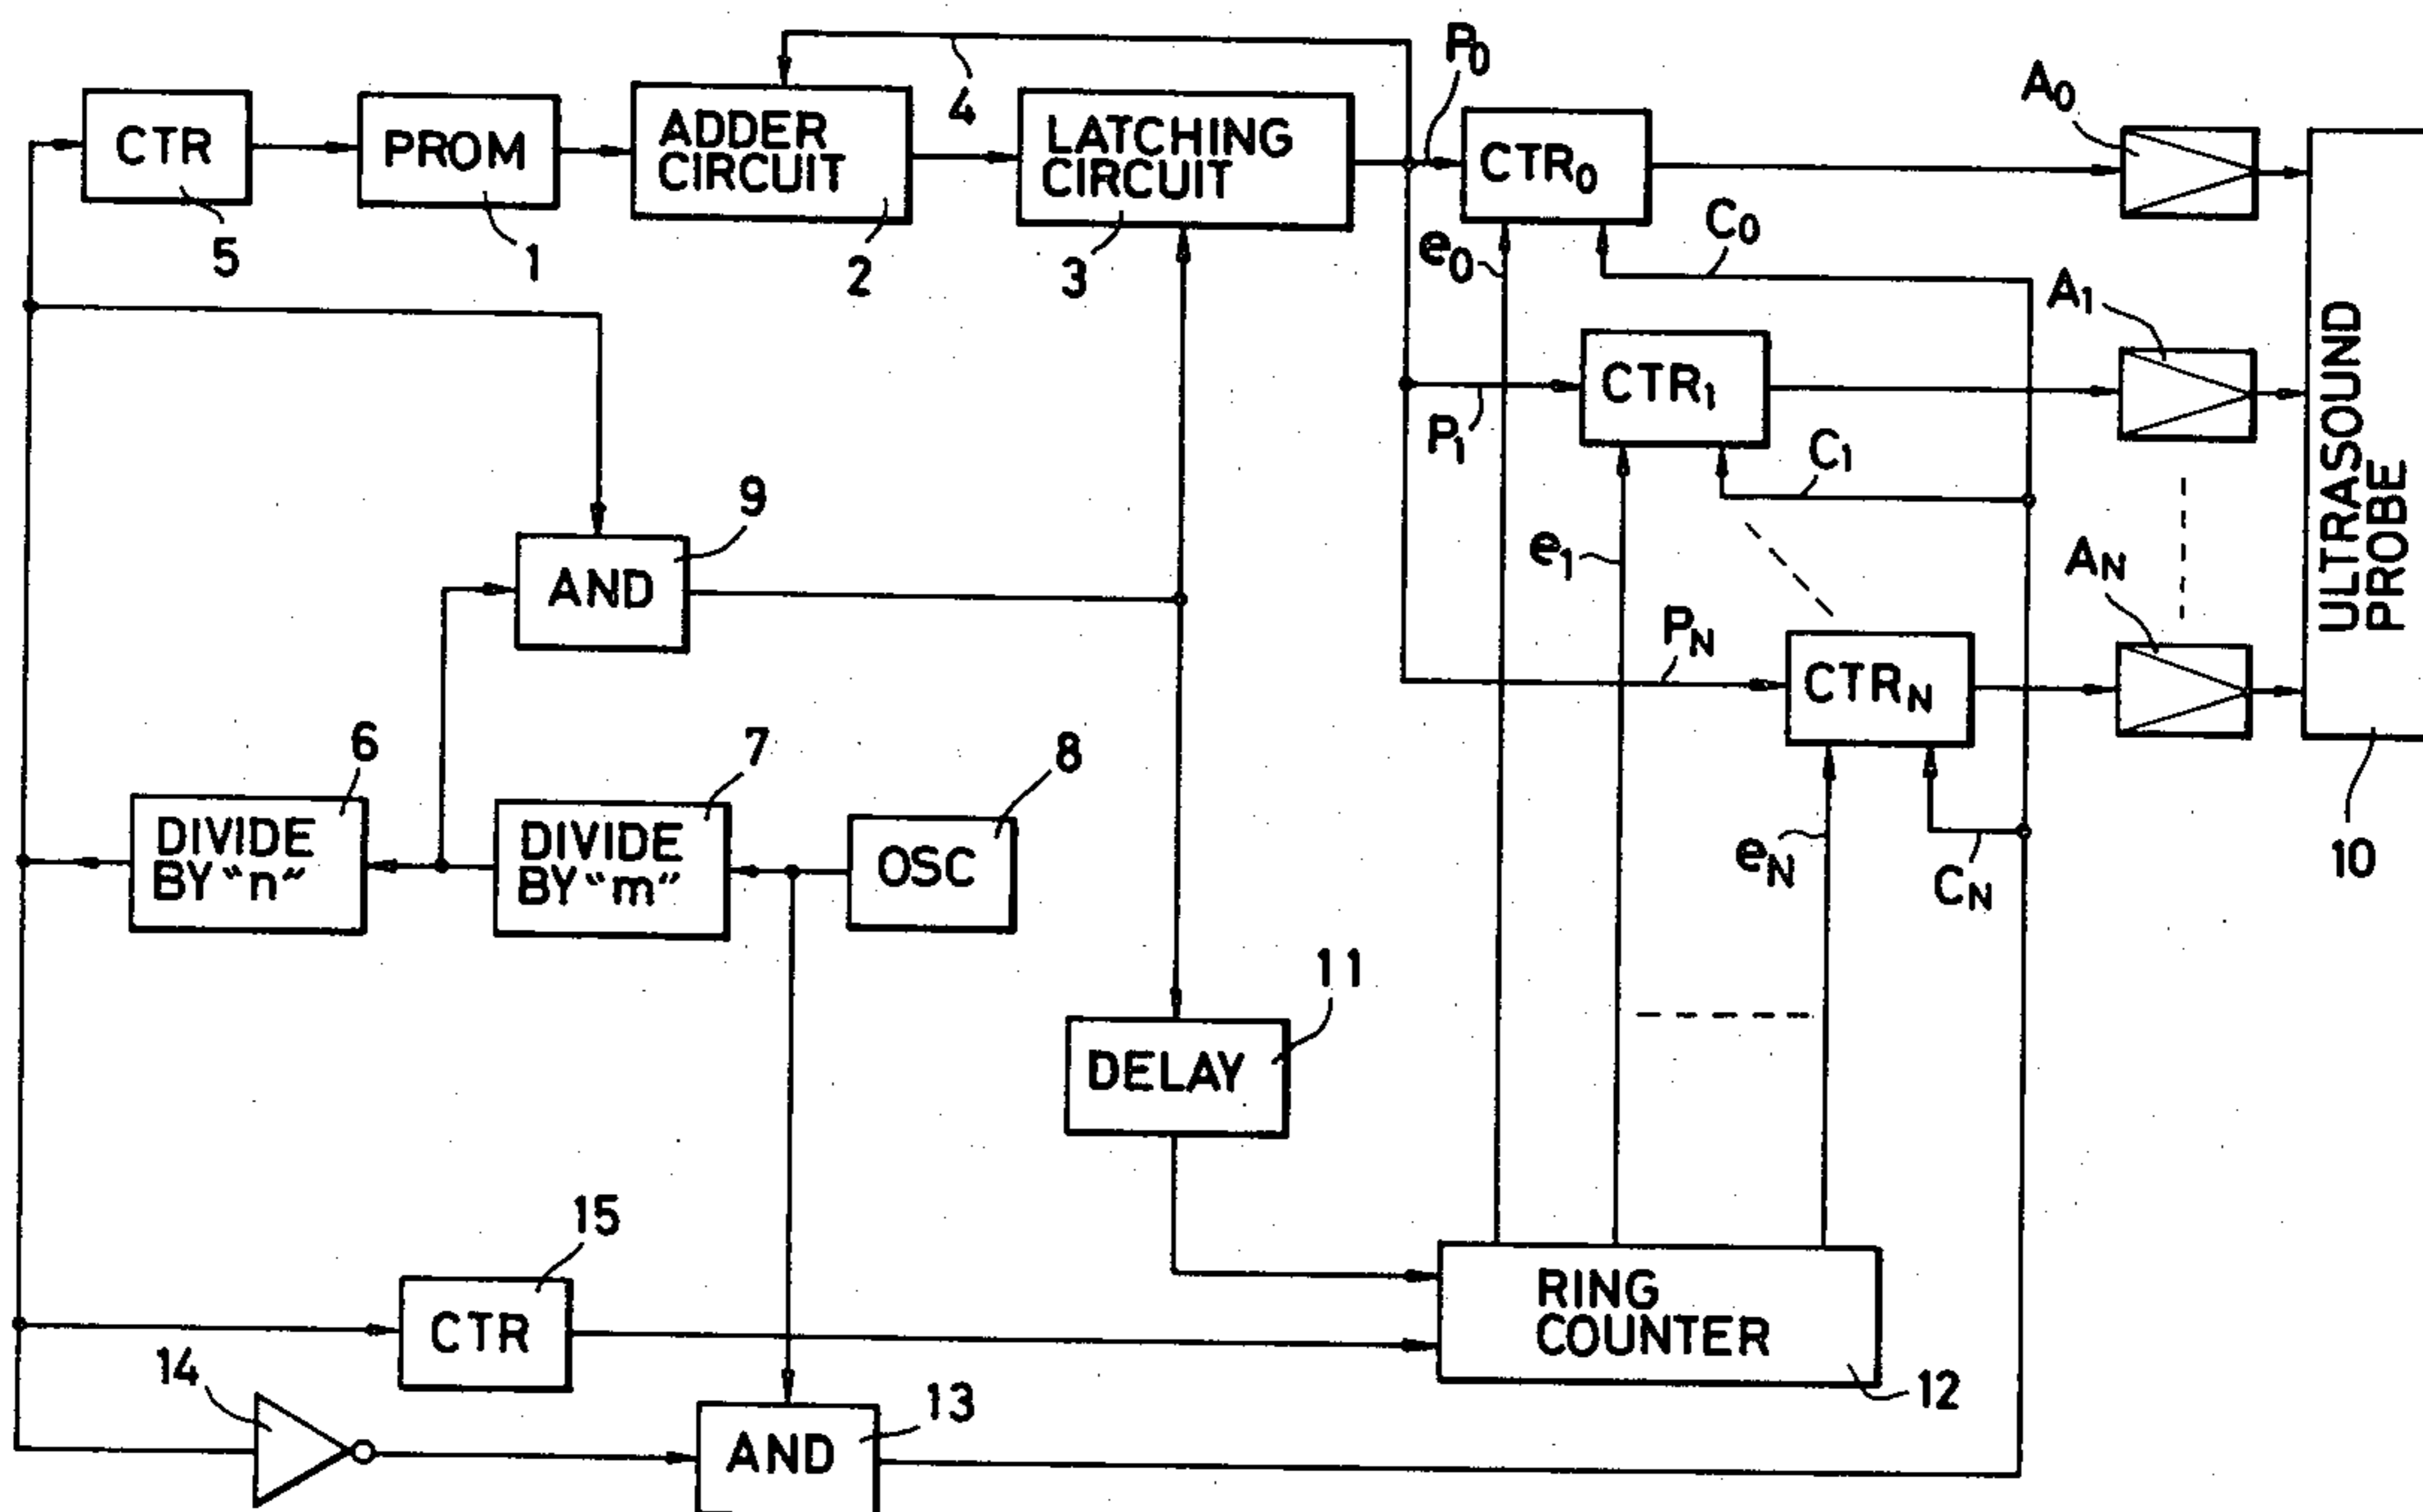 4
P0
A0
CTR
PROM
ADDER
CIRCUIT
LATCHING
CIRCUIT
CTR0
5
1
2
3
e0
C0
A1
CTR1
P1
C1
ULTRASOUND
PROBE
9
AND
e1
AN
PN
CTRN
6
7
8
DIVIDE
BY "n"
DIVIDE
BY "m"
OSC
eN
CN
10
11
DELAY
15
CTR
RING
COUNTER
12
14
13
AND